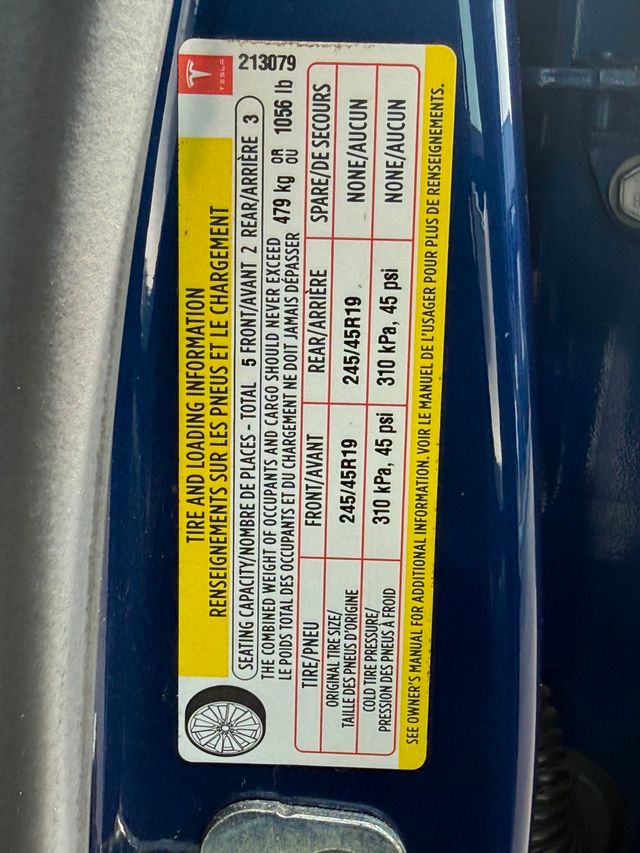 TESLA
213079
TIRE AND LOADING INFORMATION
RENSEIGNEMENTS SUR LES PNEUS ET LE CHARGEMENT
SEATING CAPACITY/NOMBRE DE PLACES - TOTAL 5 FRONT/AVANT 2 REAR/ARRIÈRE 3
THE COMBINED WEIGHT OF OCCUPANTS AND CARGO SHOULD NEVER EXCEED 479 kg OR 1056 lb
LE POIDS TOTAL DES OCCUPANTS ET DU CHARGEMENT NE DOIT JAMAIS DÉPASSER OU
TIRE/PNEU FRONT/AVANT REAR/ARRIÈRE SPARE/DE SECOURS
ORIGINAL TIRE SIZE/
TAILLE DES PNEUS D'ORIGINE 245/45R19 245/45R19 NONE/AUCUN
COLD TIRE PRESSURE/
PRESSION DES PNEUS À FROID 310 kPa, 45 psi 310 kPa, 45 psi NONE/AUCUN
SEE OWNER'S MANUAL FOR ADDITIONAL INFORMATION. VOIR LE MANUEL DE L'USAGER POUR PLUS DE RENSEIGNEMENTS.